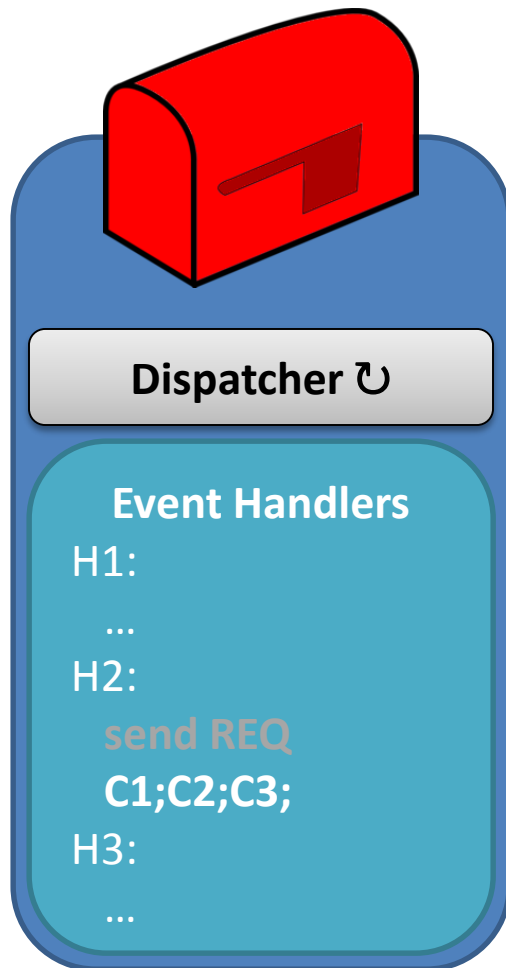 Dispatcher ↻
Event Handlers
H1:
…
H2:
send REQ
C1;C2;C3;
H3:
…